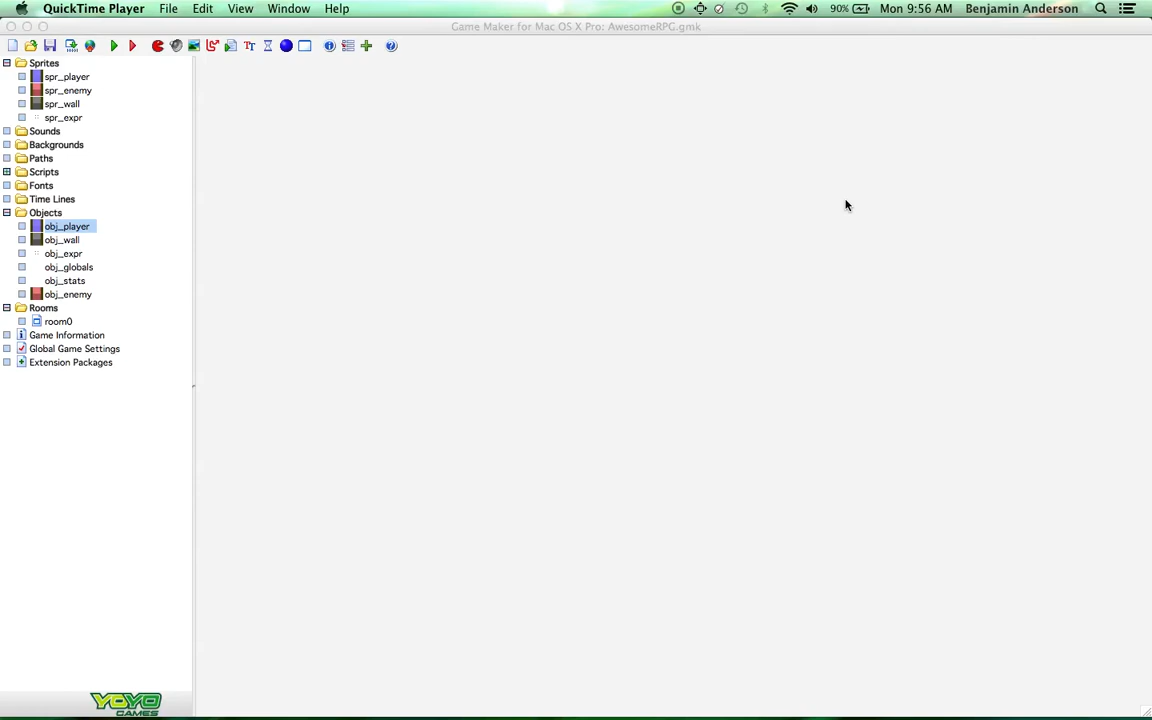 QuickTime Player File Edit View Window Help 90% Mon 9:56 AM Benjamin Anderson
Game Maker for Mac OS X Pro: AwesomeRPG.gmk
Sprites
spr_player
spr_enemy
spr_wall
spr_expr
Sounds
Backgrounds
Paths
Scripts
Fonts
Time Lines
Objects
obj_player
obj_wall
obj_expr
obj_globals
obj_stats
obj_enemy
Rooms
room0
Game Information
Global Game Settings
Extension Packages
YOYO
GAMES